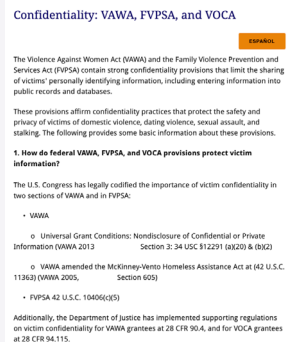 Confidentiality: VAWA, FVPSA, and VOCA
ESPAÑOL
The Violence Against Women Act (VAWA) and the Family Violence Prevention and
Services Act (FVPSA) contain strong confidentiality provisions that limit the sharing
of victims' personally identifying information, including entering information into
public records and databases.
These provisions affirm confidentiality practices that protect the safety and
privacy of victims of domestic violence, dating violence, sexual assault, and
stalking. The following provides some basic information about these provisions.
1. How do federal VAWA, FVPSA, and VOCA provisions protect victim
information?
The U.S. Congress has legally codified the importance of victim confidentiality in
two sections of VAWA and in FVPSA:
• VAWA
o Universal Grant Conditions: Nondisclosure of Confidential or Private
Information (VAWA 2013 Section 3: 34 USC §12291 (a)(20) & (b)(2)
o VAWA amended the McKinney-Vento Homeless Assistance Act at (42 U.S.C.
11363) (VAWA 2005, Section 605)
• FVPSA 42 U.S.C. 10406(c)(5)
Additionally, the Department of Justice has implemented supporting regulations
on victim confidentiality for VAWA grantees at 28 CFR 90.4, and for VOCA grantees
at 28 CFR 94.115.